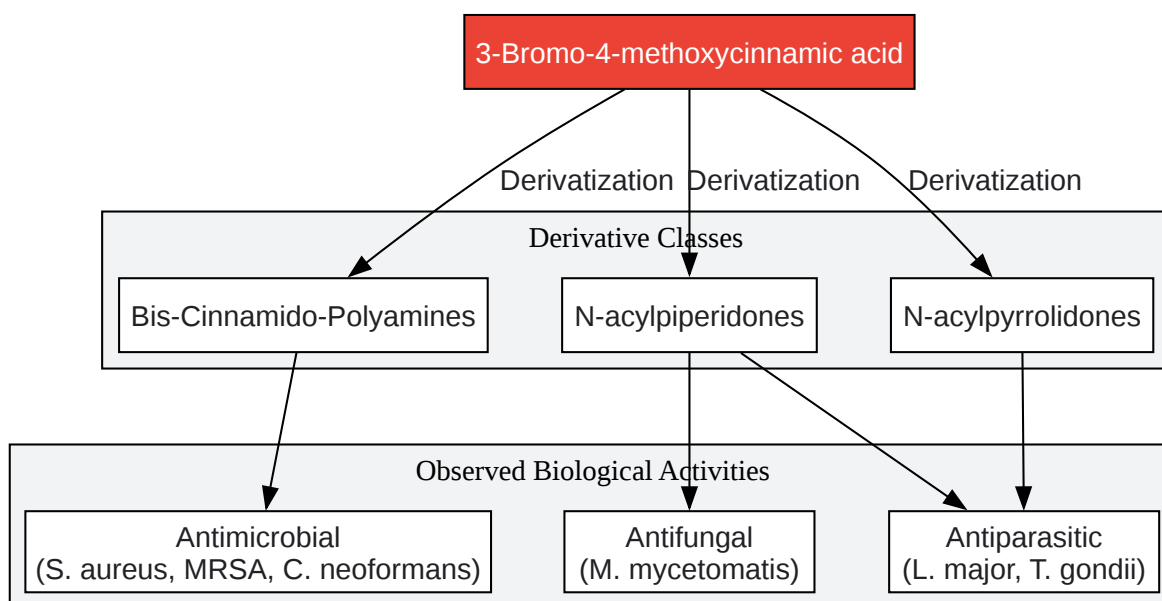 3-Bromo-4-methoxycinnamic acid
Derivatization
Derivatization
Derivatization
Derivative Classes
Bis-Cinnamido-Polyamines
N-acylpiperidones
N-acylpyrrolidones
Observed Biological Activities
Antimicrobial
(S. aureus, MRSA, C. neoformans)
Antifungal
(M. mycetomatis)
Antiparasitic
(L. major, T. gondii)